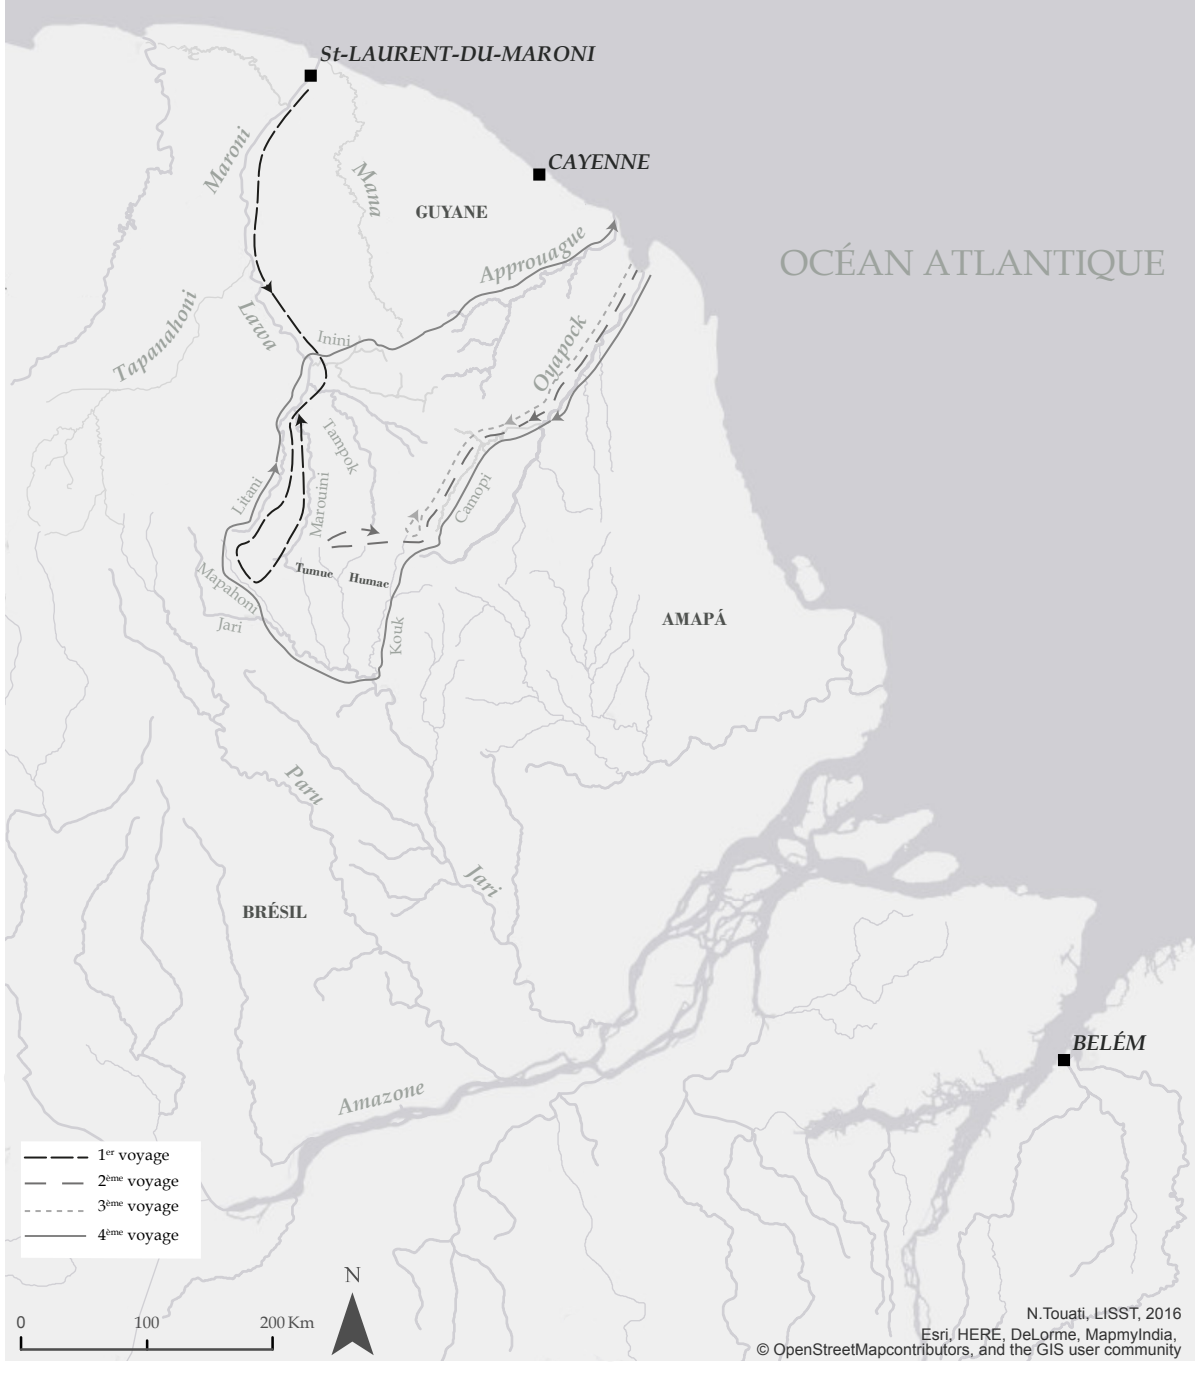 St-LAURENT-DU-MARONI
Maroni
CAYENNE
Mana
GUYANE
Approuague
OCÉAN ATLANTIQUE
Tapanahoni
Lawa
Inini
Oyapock
Tampok
Litani
Marouini
Camopi
Tumuc Humac
Mapahoni
Jari
Kouk
AMAPÁ
Paru
Jari
BRÉSIL
BELÉM
Amazone
1er voyage
2ème voyage
3ème voyage
4ème voyage
N
0 100 200 Km
N.Touati, LISST, 2016
Esri, HERE, DeLorme, MapmyIndia,
© OpenStreetMapcontributors, and the GIS user community